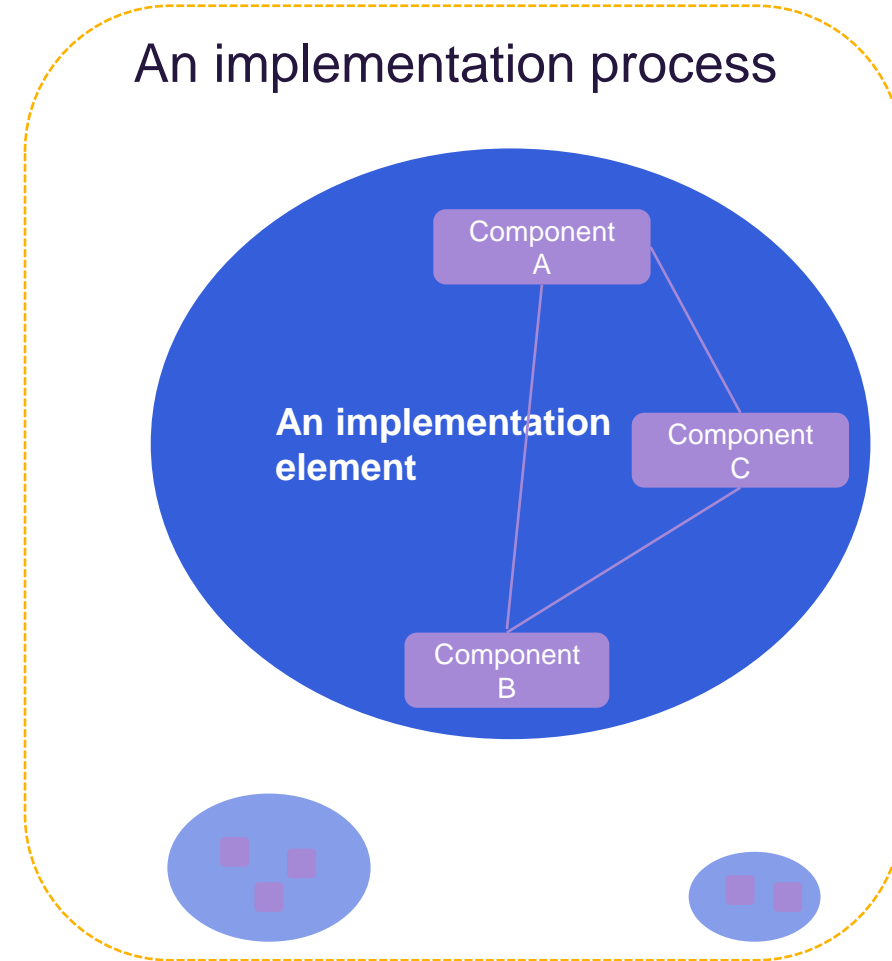 An implementation process
Component
A
An implementation
element
Component
C
Component
B